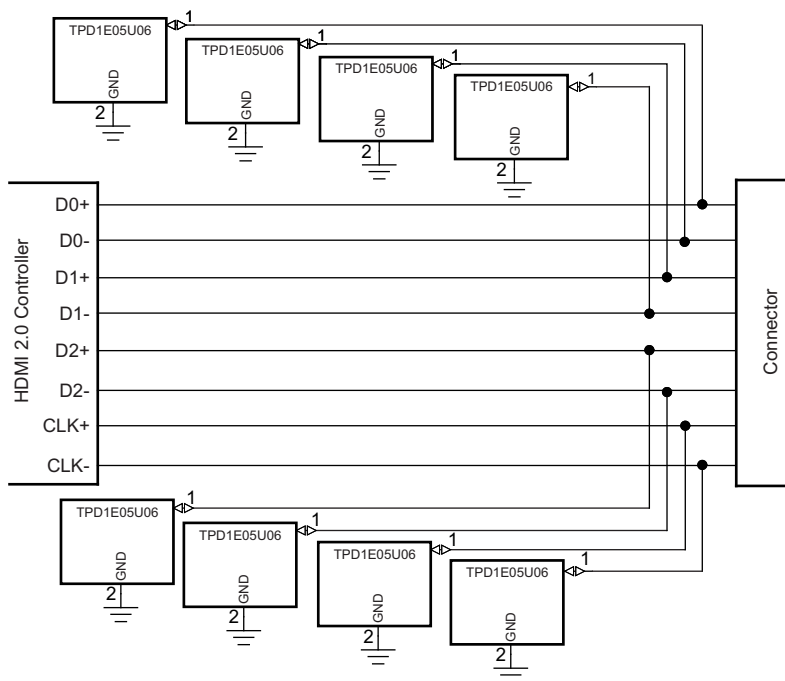 TPD1E05U06
1
GND
2
TPD1E05U06
1
GND
2
TPD1E05U06
1
GND
2
TPD1E05U06
1
GND
2
HDMI 2.0 Controller
D0+
D0-
D1+
D1-
D2+
D2-
CLK+
CLK-
Connector
TPD1E05U06
1
GND
2
TPD1E05U06
1
GND
2
TPD1E05U06
1
GND
2
TPD1E05U06
1
GND
2